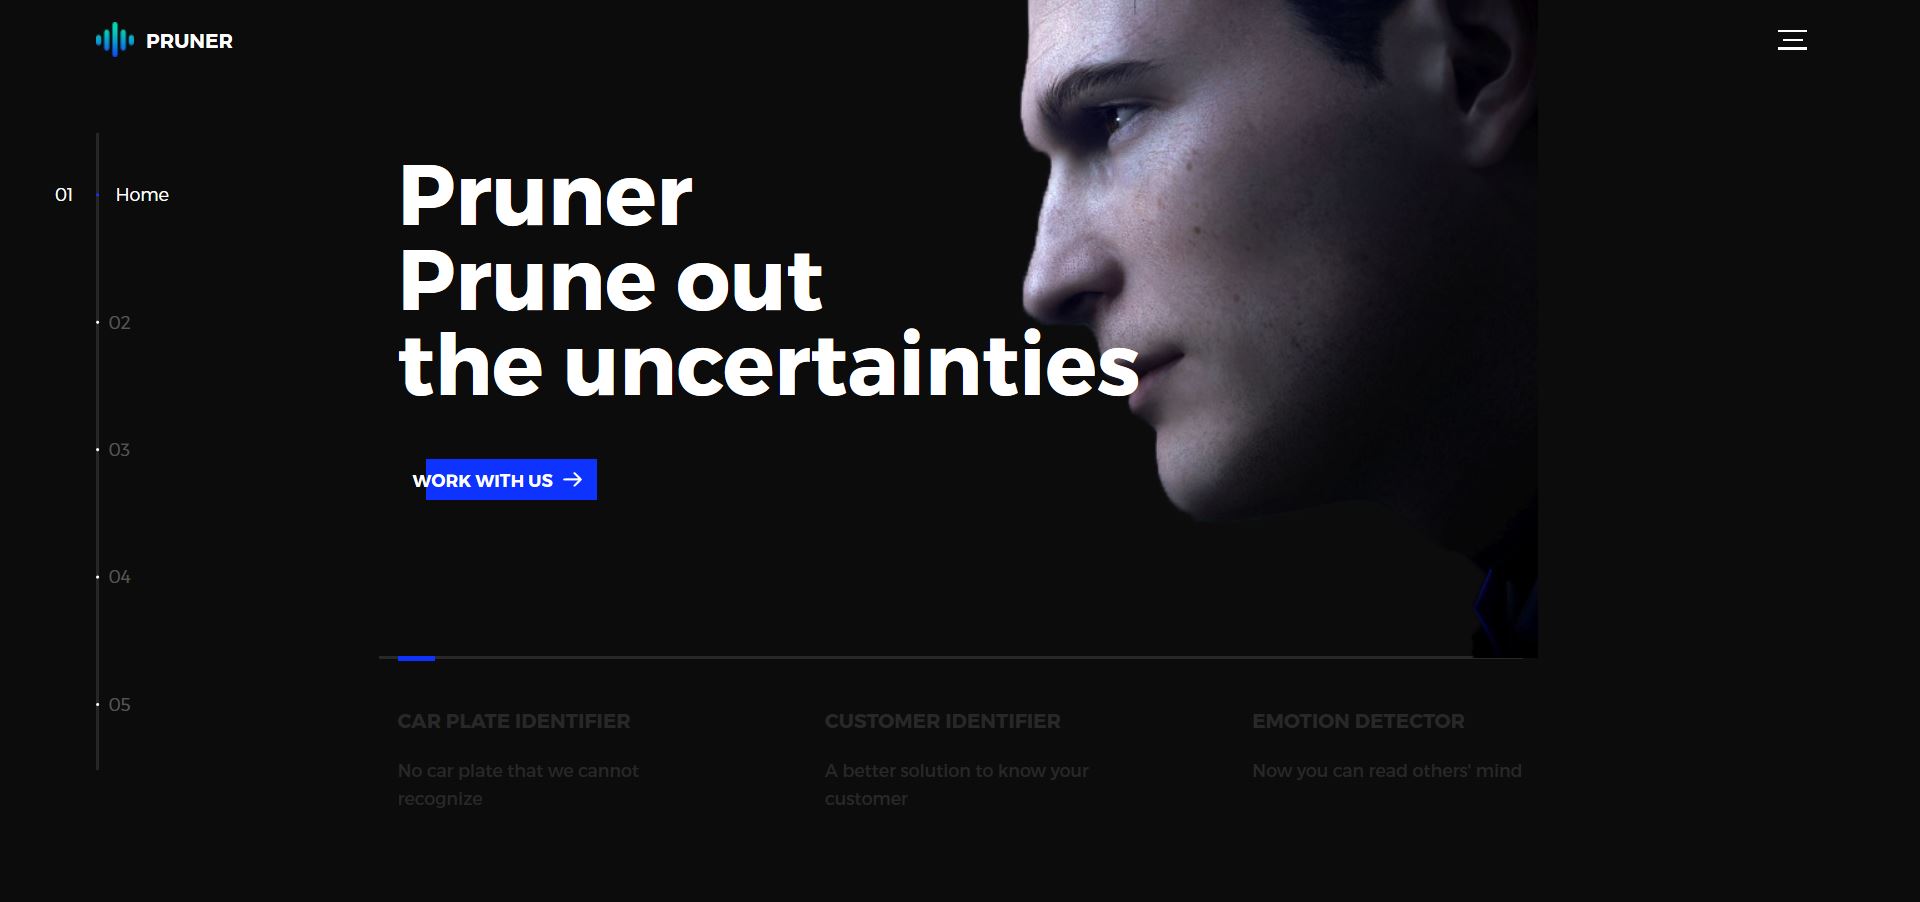 PRUNER
01 Home
Pruner
Prune out
the uncertainties
02
03
WORK WITH US
04
05
CAR PLATE IDENTIFIER
No car plate that we cannot
recognize
CUSTOMER IDENTIFIER
A better solution to know your
customer
EMOTION DETECTOR
Now you can read others' mind